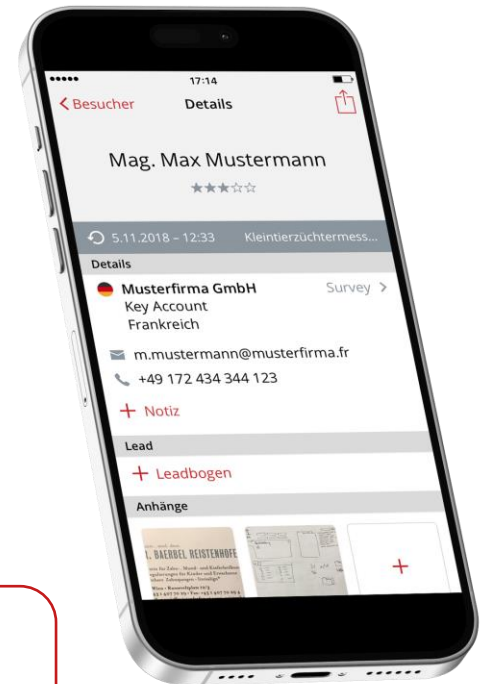 17:14
Besucher Details
Mag. Max Mustermann
5.11.2018 – 12:33 Kleintierzüchtermess...
Details
Musterfirma GmbH Survey
Key Account
Frankreich
m.mustermann@musterfirma.fr
+49 172 434 344 123
+ Notiz
Lead
+ Leadbogen
Anhänge
BAERBEL REISTENHOFE
+